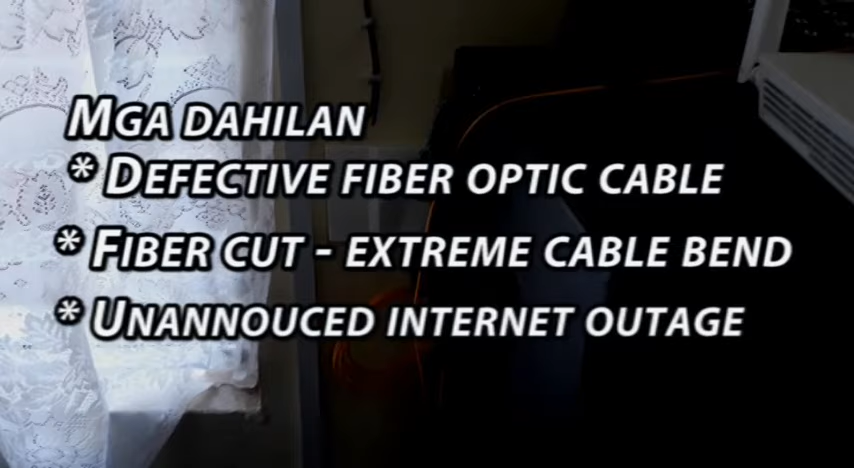 Mga dahilan
* Defective fiber optic cable
* Fiber cut - extreme cable bend
* Unannouced internet outage